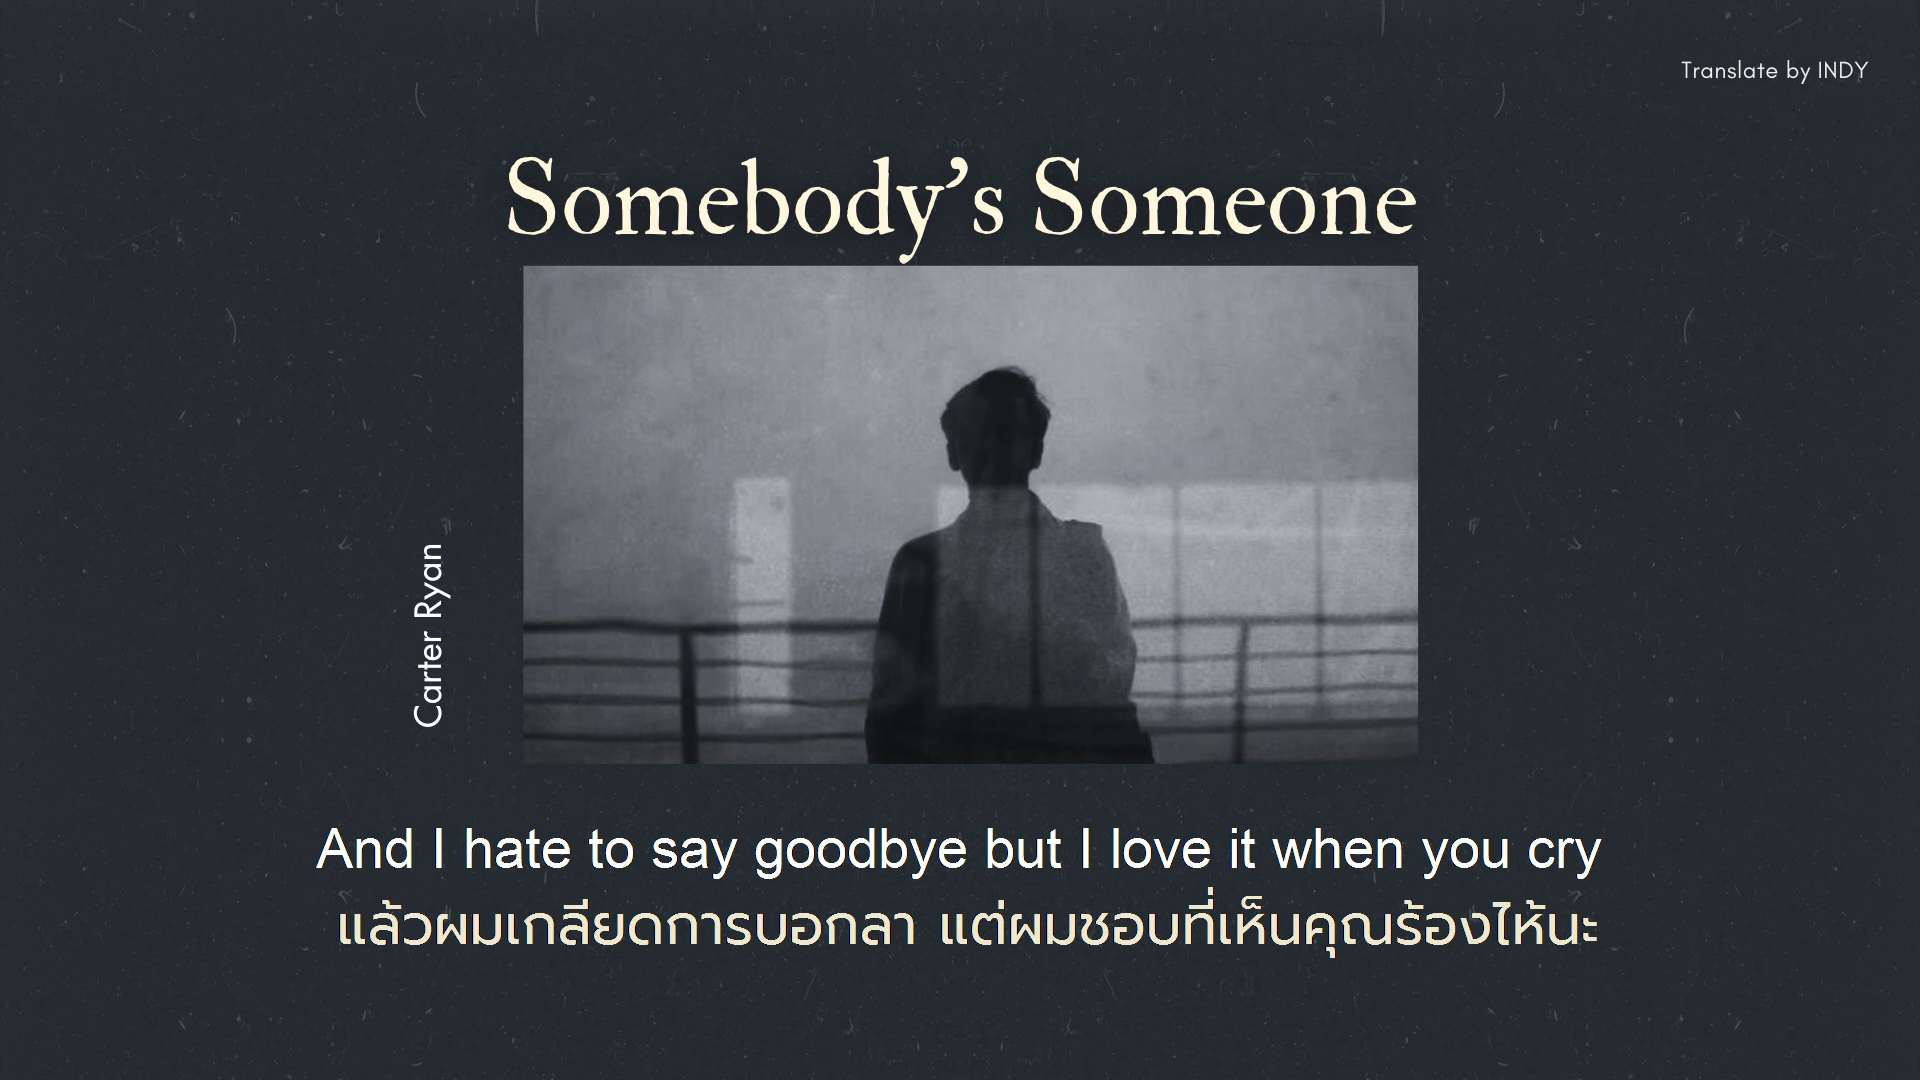 Translate by INDY
Somebody's Someone
Carter Ryan
And I hate to say goodbye but I love it when you cry
แล้วผมเกลียดการบอกลา แต่ผมชอบที่เห็นคุณร้องไห้นะ